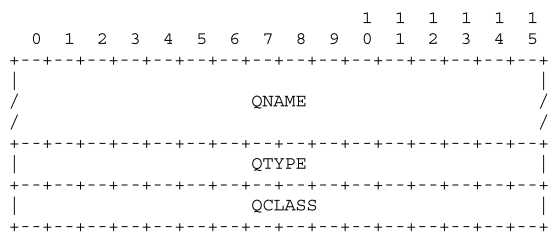 1  1  1  1  1  1
  0  1  2  3  4  5  6  7  8  9  0  1  2  3  4  5
+--+--+--+--+--+--+--+--+--+--+--+--+--+--+--+--+
|                                               |
/                     QNAME                     /
/                                               /
+--+--+--+--+--+--+--+--+--+--+--+--+--+--+--+--+
|                     QTYPE                     |
+--+--+--+--+--+--+--+--+--+--+--+--+--+--+--+--+
|                     QCLASS                    |
+--+--+--+--+--+--+--+--+--+--+--+--+--+--+--+--+